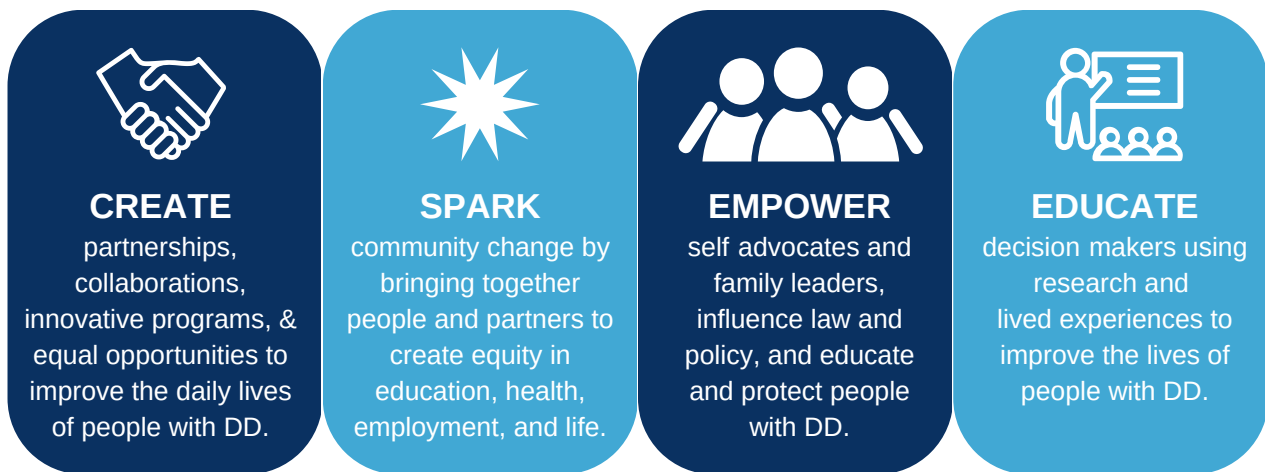 CREATE
partnerships,
collaborations,
innovative programs, &
equal opportunities to
improve the daily lives
of people with DD.
SPARK
community change by
bringing together
people and partners to
create equity in
education, health,
employment, and life.
EMPOWER
self advocates and
family leaders,
influence law and
policy, and educate
and protect people
with DD.
EDUCATE
decision makers using
research and
lived experiences to
improve the lives of
people with DD.